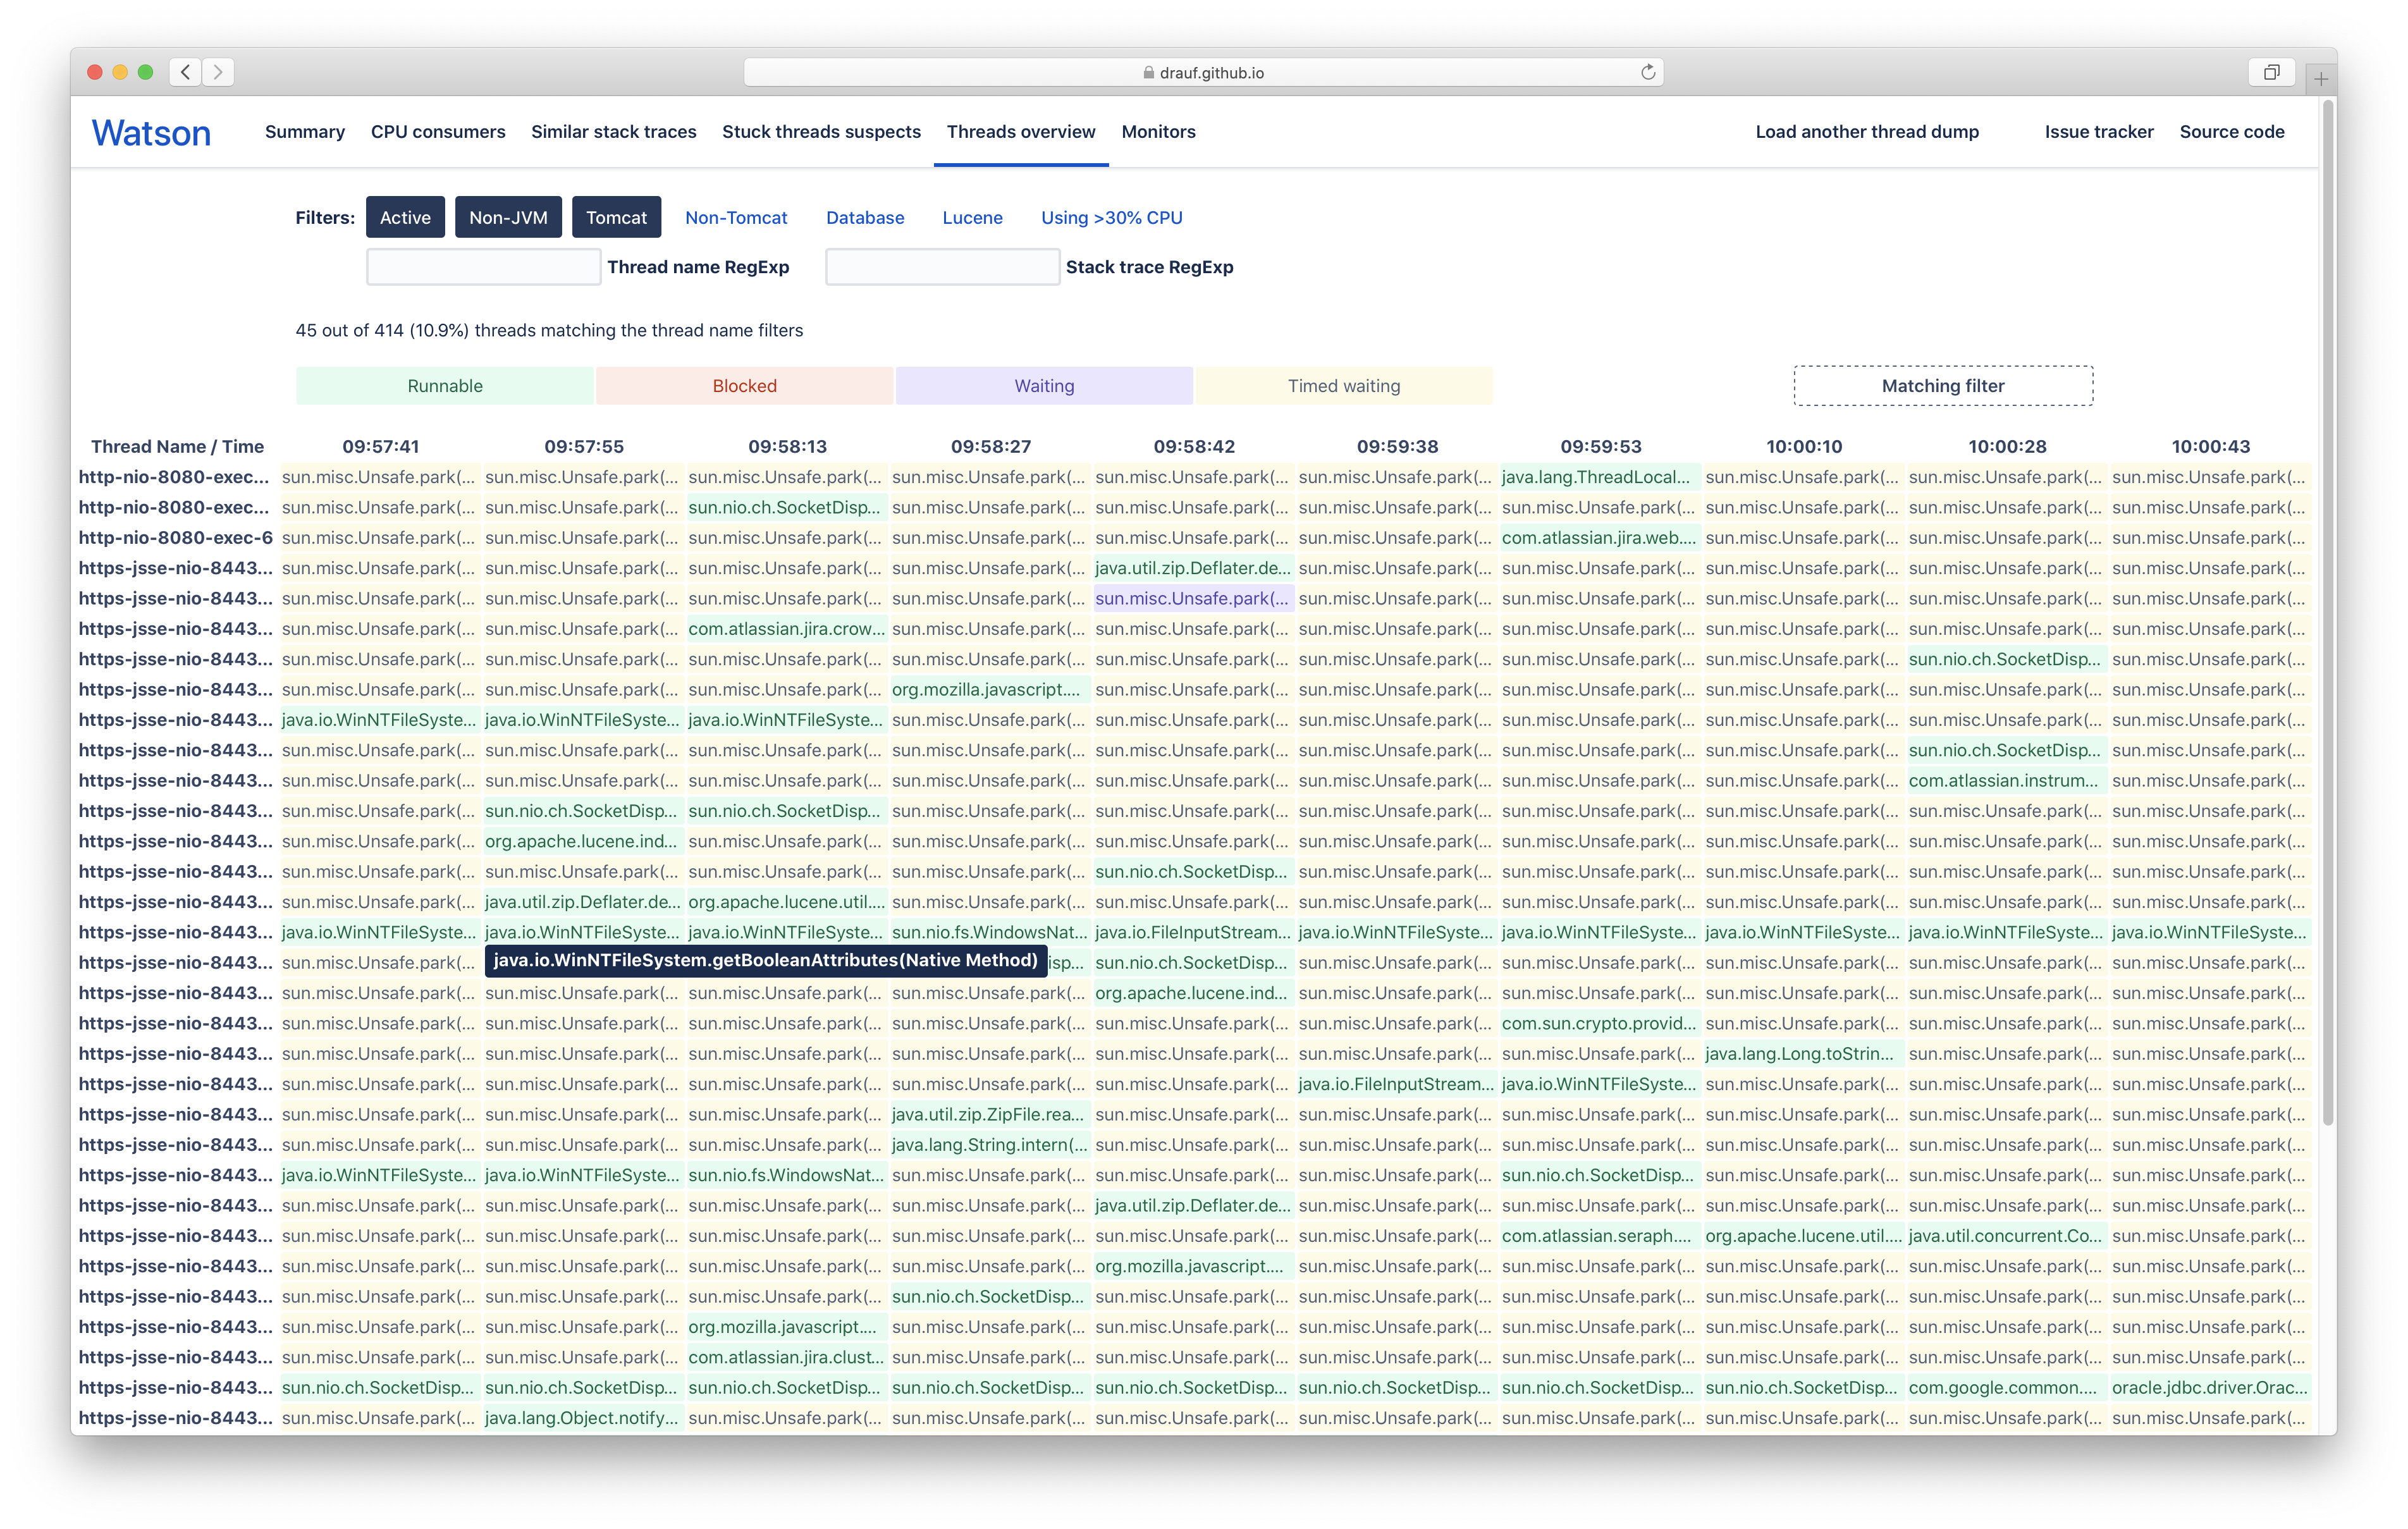 drauf.github.io
Watson Summary CPU consumers Similar stack traces Stuck threads suspects Threads overview Monitors Load another thread dump Issue tracker Source code
Filters: Active Non-JVM Tomcat Non-Tomcat Database Lucene Using >30% CPU
Thread name RegExp Stack trace RegExp
45 out of 414 (10.9%) threads matching the thread name filters
Runnable Blocked Waiting Timed waiting Matching filter
Thread Name / Time 09:57:41 09:57:55 09:58:13 09:58:27 09:58:42 09:59:38 09:59:53 10:00:10 10:00:28 10:00:43
http-nio-8080-exec... sun.misc.Unsafe.park(... sun.misc.Unsafe.park(... sun.misc.Unsafe.park(... sun.misc.Unsafe.park(... sun.misc.Unsafe.park(... sun.misc.Unsafe.park(... java.lang.ThreadLocal... sun.misc.Unsafe.park(... sun.misc.Unsafe.park(... sun.misc.Unsafe.park(...
http-nio-8080-exec... sun.misc.Unsafe.park(... sun.misc.Unsafe.park(... sun.nio.ch.SocketDisp... sun.misc.Unsafe.park(... sun.misc.Unsafe.park(... sun.misc.Unsafe.park(... sun.misc.Unsafe.park(... sun.misc.Unsafe.park(... sun.misc.Unsafe.park(... sun.misc.Unsafe.park(...
http-nio-8080-exec-6 sun.misc.Unsafe.park(... sun.misc.Unsafe.park(... sun.misc.Unsafe.park(... sun.misc.Unsafe.park(... sun.misc.Unsafe.park(... sun.misc.Unsafe.park(... com.atlassian.jira.web.... sun.misc.Unsafe.park(... sun.misc.Unsafe.park(... sun.misc.Unsafe.park(...
https-jsse-nio-8443... sun.misc.Unsafe.park(... sun.misc.Unsafe.park(... sun.misc.Unsafe.park(... sun.misc.Unsafe.park(... java.util.zip.Deflater.de... sun.misc.Unsafe.park(... sun.misc.Unsafe.park(... sun.misc.Unsafe.park(... sun.misc.Unsafe.park(... sun.misc.Unsafe.park(...
https-jsse-nio-8443... sun.misc.Unsafe.park(... sun.misc.Unsafe.park(... sun.misc.Unsafe.park(... sun.misc.Unsafe.park(... sun.misc.Unsafe.park(... sun.misc.Unsafe.park(... sun.misc.Unsafe.park(... sun.misc.Unsafe.park(... sun.misc.Unsafe.park(... sun.misc.Unsafe.park(...
https-jsse-nio-8443... sun.misc.Unsafe.park(... sun.misc.Unsafe.park(... com.atlassian.jira.crow... sun.misc.Unsafe.park(... sun.misc.Unsafe.park(... sun.misc.Unsafe.park(... sun.misc.Unsafe.park(... sun.misc.Unsafe.park(... sun.misc.Unsafe.park(... sun.misc.Unsafe.park(...
https-jsse-nio-8443... sun.misc.Unsafe.park(... sun.misc.Unsafe.park(... sun.misc.Unsafe.park(... sun.misc.Unsafe.park(... sun.misc.Unsafe.park(... sun.misc.Unsafe.park(... sun.misc.Unsafe.park(... sun.misc.Unsafe.park(... sun.nio.ch.SocketDisp... sun.misc.Unsafe.park(...
https-jsse-nio-8443... sun.misc.Unsafe.park(... sun.misc.Unsafe.park(... sun.misc.Unsafe.park(... org.mozilla.javascript.... sun.misc.Unsafe.park(... sun.misc.Unsafe.park(... sun.misc.Unsafe.park(... sun.misc.Unsafe.park(... sun.misc.Unsafe.park(... sun.misc.Unsafe.park(...
https-jsse-nio-8443... java.io.WinNTFileSyste... java.io.WinNTFileSyste... java.io.WinNTFileSyste... sun.misc.Unsafe.park(... sun.misc.Unsafe.park(... sun.misc.Unsafe.park(... sun.misc.Unsafe.park(... sun.misc.Unsafe.park(... sun.misc.Unsafe.park(... sun.misc.Unsafe.park(...
https-jsse-nio-8443... sun.misc.Unsafe.park(... sun.misc.Unsafe.park(... sun.misc.Unsafe.park(... sun.misc.Unsafe.park(... sun.misc.Unsafe.park(... sun.misc.Unsafe.park(... sun.misc.Unsafe.park(... sun.misc.Unsafe.park(... sun.nio.ch.SocketDisp... sun.misc.Unsafe.park(...
https-jsse-nio-8443... sun.misc.Unsafe.park(... sun.misc.Unsafe.park(... sun.misc.Unsafe.park(... sun.misc.Unsafe.park(... sun.misc.Unsafe.park(... sun.misc.Unsafe.park(... sun.misc.Unsafe.park(... sun.misc.Unsafe.park(... com.atlassian.instrum... sun.misc.Unsafe.park(...
https-jsse-nio-8443... sun.misc.Unsafe.park(... sun.nio.ch.SocketDisp... sun.nio.ch.SocketDisp... sun.misc.Unsafe.park(... sun.misc.Unsafe.park(... sun.misc.Unsafe.park(... sun.misc.Unsafe.park(... sun.misc.Unsafe.park(... sun.misc.Unsafe.park(... sun.misc.Unsafe.park(...
https-jsse-nio-8443... sun.misc.Unsafe.park(... org.apache.lucene.ind... sun.misc.Unsafe.park(... sun.misc.Unsafe.park(... sun.misc.Unsafe.park(... sun.misc.Unsafe.park(... sun.misc.Unsafe.park(... sun.misc.Unsafe.park(... sun.misc.Unsafe.park(... sun.misc.Unsafe.park(...
https-jsse-nio-8443... sun.misc.Unsafe.park(... sun.misc.Unsafe.park(... sun.misc.Unsafe.park(... sun.misc.Unsafe.park(... sun.nio.ch.SocketDisp... sun.misc.Unsafe.park(... sun.misc.Unsafe.park(... sun.misc.Unsafe.park(... sun.misc.Unsafe.park(... sun.misc.Unsafe.park(...
https-jsse-nio-8443... sun.misc.Unsafe.park(... java.util.zip.Deflater.de... org.apache.lucene.util.... sun.misc.Unsafe.park(... sun.misc.Unsafe.park(... sun.misc.Unsafe.park(... sun.misc.Unsafe.park(... sun.misc.Unsafe.park(... sun.misc.Unsafe.park(... sun.misc.Unsafe.park(...
https-jsse-nio-8443... java.io.WinNTFileSyste... java.io.WinNTFileSyste... java.io.WinNTFileSyste... sun.nio.fs.WindowsNat... java.io.FileInputStream... java.io.WinNTFileSyste... java.io.WinNTFileSyste... java.io.WinNTFileSyste... java.io.WinNTFileSyste... java.io.WinNTFileSyste...
https-jsse-nio-8443... sun.misc.Unsafe.park(... java.io.WinNTFileSystem.getBooleanAttributes(Native Method) isp... sun.nio.ch.SocketDisp... sun.misc.Unsafe.park(... sun.misc.Unsafe.park(... sun.misc.Unsafe.park(... sun.misc.Unsafe.park(... sun.misc.Unsafe.park(...
https-jsse-nio-8443... sun.misc.Unsafe.park(... sun.misc.Unsafe.park(... sun.misc.Unsafe.park(... sun.misc.Unsafe.park(... org.apache.lucene.ind... sun.misc.Unsafe.park(... sun.misc.Unsafe.park(... sun.misc.Unsafe.park(... sun.misc.Unsafe.park(... sun.misc.Unsafe.park(...
https-jsse-nio-8443... sun.misc.Unsafe.park(... sun.misc.Unsafe.park(... sun.misc.Unsafe.park(... sun.misc.Unsafe.park(... sun.misc.Unsafe.park(... sun.misc.Unsafe.park(... com.sun.crypto.provid... sun.misc.Unsafe.park(... sun.misc.Unsafe.park(... sun.misc.Unsafe.park(...
https-jsse-nio-8443... sun.misc.Unsafe.park(... sun.misc.Unsafe.park(... sun.misc.Unsafe.park(... sun.misc.Unsafe.park(... sun.misc.Unsafe.park(... sun.misc.Unsafe.park(... sun.misc.Unsafe.park(... java.lang.Long.toStrin... sun.misc.Unsafe.park(... sun.misc.Unsafe.park(...
https-jsse-nio-8443... sun.misc.Unsafe.park(... sun.misc.Unsafe.park(... sun.misc.Unsafe.park(... sun.misc.Unsafe.park(... sun.misc.Unsafe.park(... java.io.FileInputStream... java.io.WinNTFileSyste... sun.misc.Unsafe.park(... sun.misc.Unsafe.park(... sun.misc.Unsafe.park(...
https-jsse-nio-8443... sun.misc.Unsafe.park(... sun.misc.Unsafe.park(... sun.misc.Unsafe.park(... java.util.zip.ZipFile.rea... sun.misc.Unsafe.park(... sun.misc.Unsafe.park(... sun.misc.Unsafe.park(... sun.misc.Unsafe.park(... sun.misc.Unsafe.park(... sun.misc.Unsafe.park(...
https-jsse-nio-8443... sun.misc.Unsafe.park(... sun.misc.Unsafe.park(... sun.misc.Unsafe.park(... java.lang.String.intern(... sun.misc.Unsafe.park(... sun.misc.Unsafe.park(... sun.misc.Unsafe.park(... sun.misc.Unsafe.park(... sun.misc.Unsafe.park(... sun.misc.Unsafe.park(...
https-jsse-nio-8443... java.io.WinNTFileSyste... java.io.WinNTFileSyste... sun.nio.fs.WindowsNat... sun.misc.Unsafe.park(... sun.misc.Unsafe.park(... sun.misc.Unsafe.park(... sun.nio.ch.SocketDisp... sun.misc.Unsafe.park(... sun.misc.Unsafe.park(... sun.misc.Unsafe.park(...
https-jsse-nio-8443... sun.misc.Unsafe.park(... sun.misc.Unsafe.park(... sun.misc.Unsafe.park(... sun.misc.Unsafe.park(... java.util.zip.Deflater.de... sun.misc.Unsafe.park(... sun.misc.Unsafe.park(... sun.misc.Unsafe.park(... sun.misc.Unsafe.park(... sun.misc.Unsafe.park(...
https-jsse-nio-8443... sun.misc.Unsafe.park(... sun.misc.Unsafe.park(... sun.misc.Unsafe.park(... sun.misc.Unsafe.park(... sun.misc.Unsafe.park(... sun.misc.Unsafe.park(... com.atlassian.seraph.... org.apache.lucene.util.... java.util.concurrent.Co... sun.misc.Unsafe.park(...
https-jsse-nio-8443... sun.misc.Unsafe.park(... sun.misc.Unsafe.park(... sun.misc.Unsafe.park(... sun.misc.Unsafe.park(... org.mozilla.javascript.... sun.misc.Unsafe.park(... sun.misc.Unsafe.park(... sun.misc.Unsafe.park(... sun.misc.Unsafe.park(... sun.misc.Unsafe.park(...
https-jsse-nio-8443... sun.misc.Unsafe.park(... sun.misc.Unsafe.park(... sun.misc.Unsafe.park(... sun.nio.ch.SocketDisp... sun.misc.Unsafe.park(... sun.misc.Unsafe.park(... sun.misc.Unsafe.park(... sun.misc.Unsafe.park(... sun.misc.Unsafe.park(... sun.misc.Unsafe.park(...
https-jsse-nio-8443... sun.misc.Unsafe.park(... sun.misc.Unsafe.park(... org.mozilla.javascript.... sun.misc.Unsafe.park(... sun.misc.Unsafe.park(... sun.misc.Unsafe.park(... sun.misc.Unsafe.park(... sun.misc.Unsafe.park(... sun.misc.Unsafe.park(... sun.misc.Unsafe.park(...
https-jsse-nio-8443... sun.misc.Unsafe.park(... sun.misc.Unsafe.park(... com.atlassian.jira.clust... sun.misc.Unsafe.park(... sun.misc.Unsafe.park(... sun.misc.Unsafe.park(... sun.misc.Unsafe.park(... sun.misc.Unsafe.park(... sun.misc.Unsafe.park(... sun.misc.Unsafe.park(...
https-jsse-nio-8443... sun.nio.ch.SocketDisp... sun.nio.ch.SocketDisp... sun.nio.ch.SocketDisp... sun.nio.ch.SocketDisp... sun.nio.ch.SocketDisp... sun.nio.ch.SocketDisp... sun.nio.ch.SocketDisp... sun.nio.ch.SocketDisp... com.google.common.... oracle.jdbc.driver.Orac...
https-jsse-nio-8443... sun.misc.Unsafe.park(... java.lang.Object.notify... sun.misc.Unsafe.park(... sun.misc.Unsafe.park(... sun.misc.Unsafe.park(... sun.misc.Unsafe.park(... sun.misc.Unsafe.park(... sun.misc.Unsafe.park(... sun.misc.Unsafe.park(... sun.misc.Unsafe.park(...